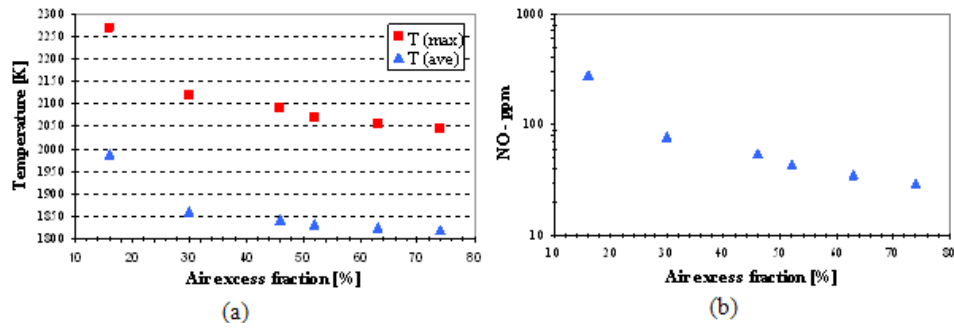 2300
2250
2200
2150
2100
2050
2000
1950
1900
1850
1800
Temperature [K]
T (max)
T (ave)
10 20 30 40 50 60 70 80
Air excess fraction [%]
(a)
1000
100
10
NO - ppm
10 20 30 40 50 60 70 80
Air excess fraction [%]
(b)